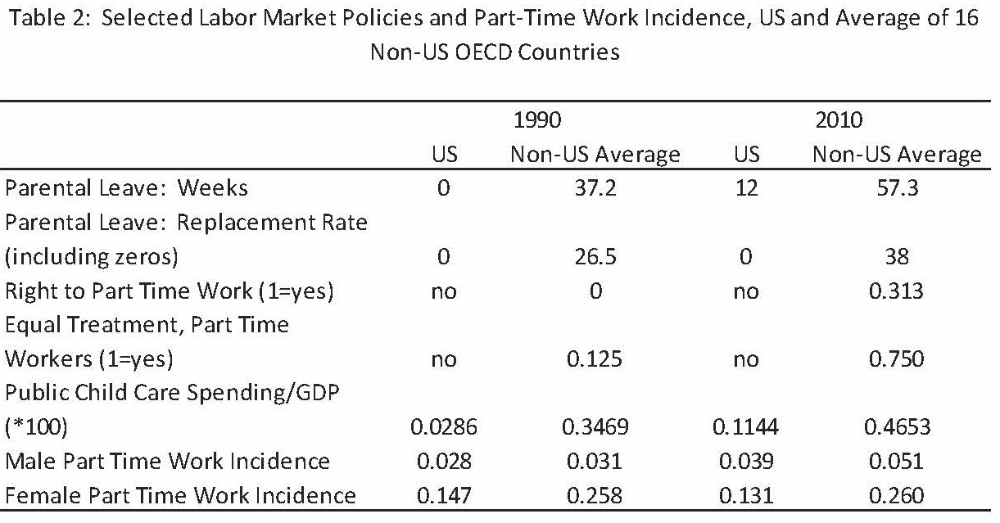 Table 2: Selected Labor Market Policies and Part-Time Work Incidence, US and Average of 16
Non-US OECD Countries
1990 2010
US Non-US Average US Non-US Average
Parental Leave: Weeks 0 37.2 12 57.3
Parental Leave: Replacement Rate
(including zeros) 0 26.5 0 38
Right to Part Time Work (1=yes) no 0 no 0.313
Equal Treatment, Part Time
Workers (1=yes) no 0.125 no 0.750
Public Child Care Spending/GDP
(*100) 0.0286 0.3469 0.1144 0.4653
Male Part Time Work Incidence 0.028 0.031 0.039 0.051
Female Part Time Work Incidence 0.147 0.258 0.131 0.260